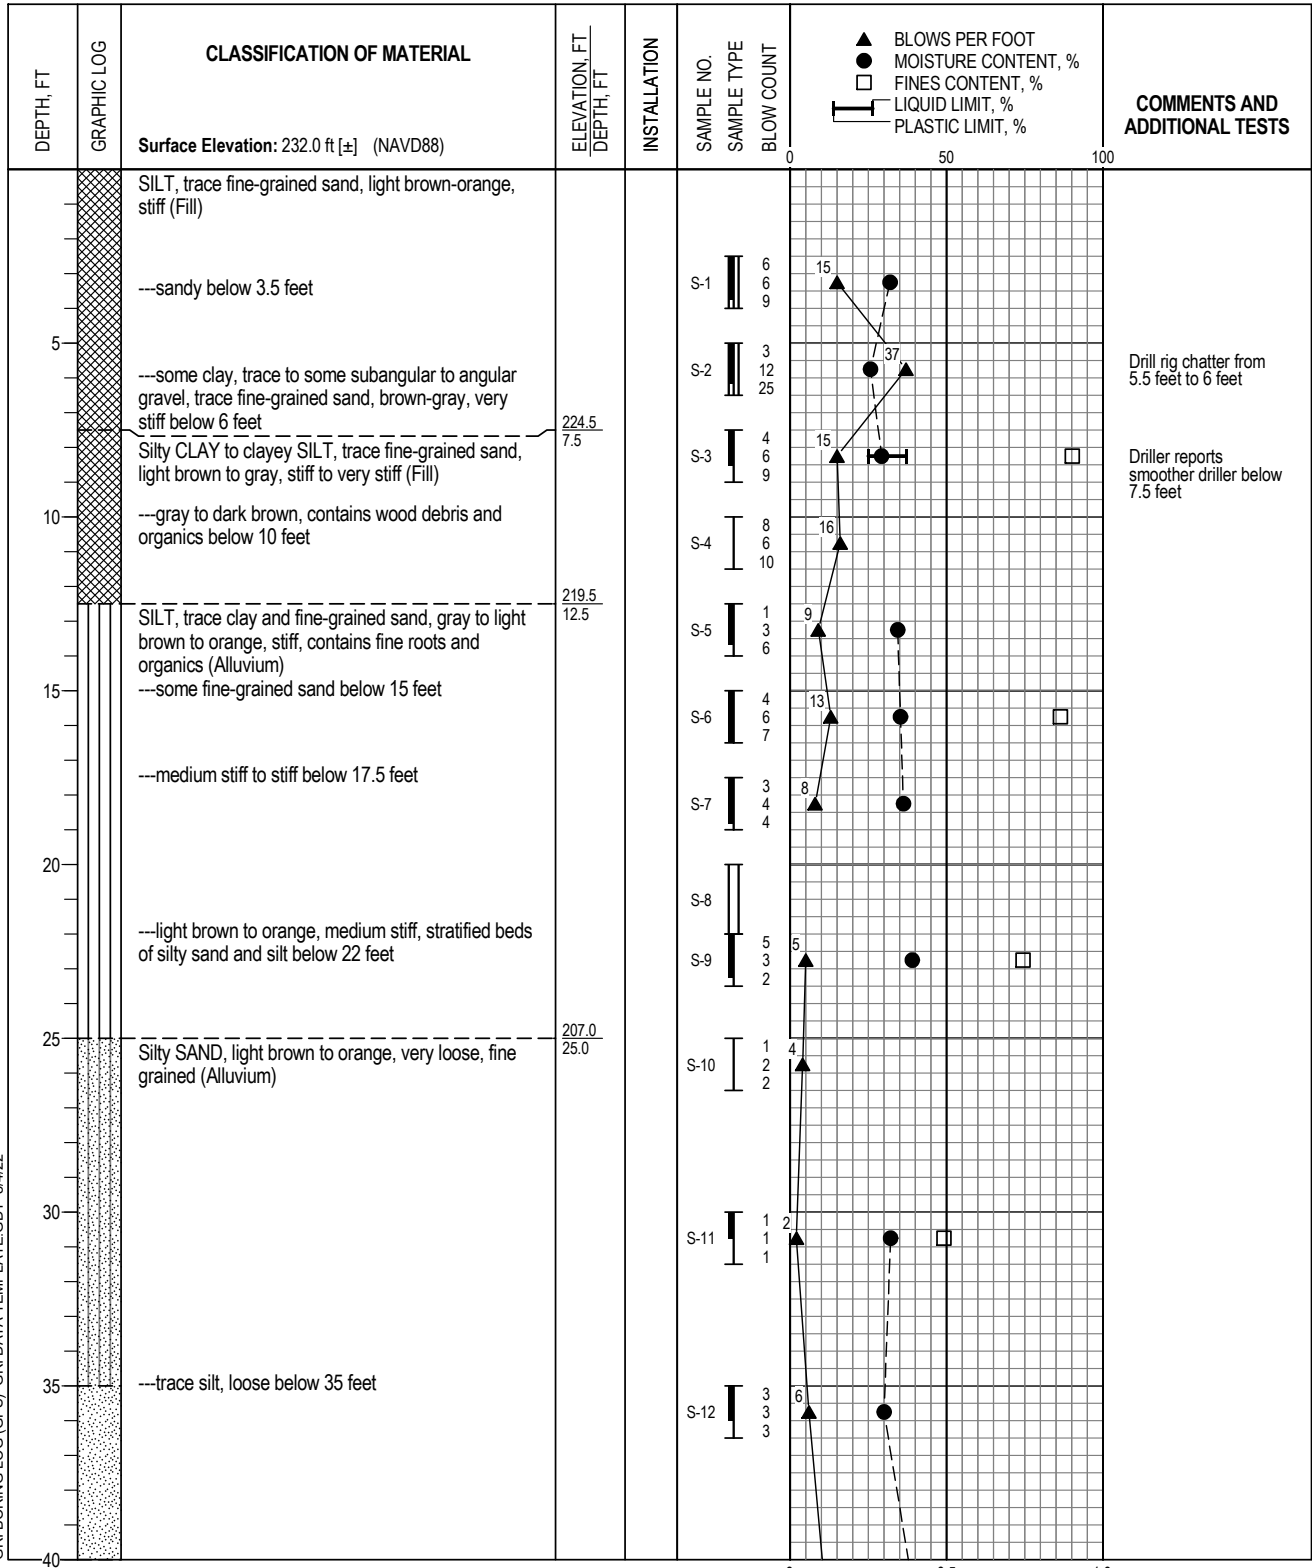 DEPTH, FT
GRAPHIC LOG
CLASSIFICATION OF MATERIAL
Surface Elevation: 232.0 ft [±] (NAVD88)
ELEVATION, FT
DEPTH, FT
INSTALLATION
SAMPLE NO.
SAMPLE TYPE
BLOW COUNT
BLOWS PER FOOT
MOISTURE CONTENT, %
FINES CONTENT, %
LIQUID LIMIT, %
PLASTIC LIMIT, %
0 50 100
COMMENTS AND
ADDITIONAL TESTS
SILT, trace fine-grained sand, light brown-orange,
stiff (Fill)
---sandy below 3.5 feet
S-1
6
6
9
15
5
---some clay, trace to some subangular to angular
gravel, trace fine-grained sand, brown-gray, very
stiff below 6 feet
S-2
3
12
25
37
Drill rig chatter from
5.5 feet to 6 feet
224.5
7.5
Silty CLAY to clayey SILT, trace fine-grained sand,
light brown to gray, stiff to very stiff (Fill)
S-3
4
6
9
15
Driller reports
smoother driller below
7.5 feet
10
---gray to dark brown, contains wood debris and
organics below 10 feet
S-4
8
6
10
16
219.5
12.5
SILT, trace clay and fine-grained sand, gray to light
brown to orange, stiff, contains fine roots and
organics (Alluvium)
S-5
1
3
6
9
15
---some fine-grained sand below 15 feet
S-6
4
6
7
13
---medium stiff to stiff below 17.5 feet
S-7
3
4
4
8
20
S-8
---light brown to orange, medium stiff, stratified beds
of silty sand and silt below 22 feet
S-9
5
3
2
5
25
207.0
25.0
Silty SAND, light brown to orange, very loose, fine
grained (Alluvium)
S-10
1
2
2
4
30
S-11
1
1
1
2
35
---trace silt, loose below 35 feet
S-12
3
3
3
6
40